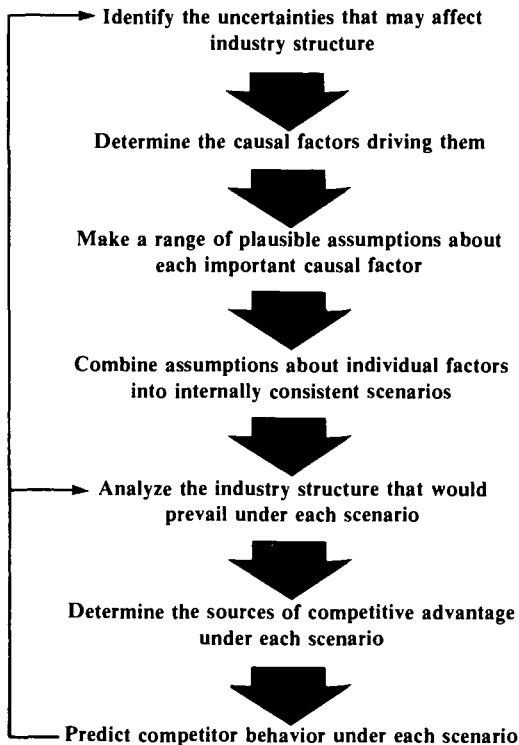 Identify the uncertainties that may affect
industry structure
Determine the causal factors driving them
Make a range of plausible assumptions about
each important causal factor
Combine assumptions about individual factors
into internally consistent scenarios
Analyze the industry structure that would
prevail under each scenario
Determine the sources of competitive advantage
under each scenario
Predict competitor behavior under each scenario